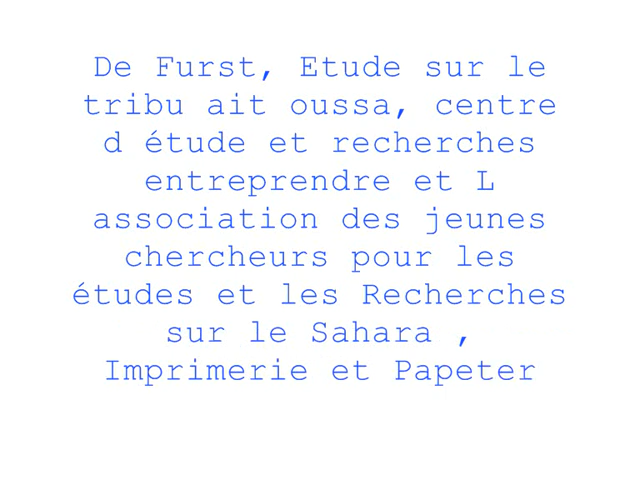 De Furst, Etude sur le
tribu ait oussa, centre
d étude et recherches
entreprendre et L
association des jeunes
chercheurs pour les
études et les Recherches
sur le Sahara ,
Imprimerie et Papeter